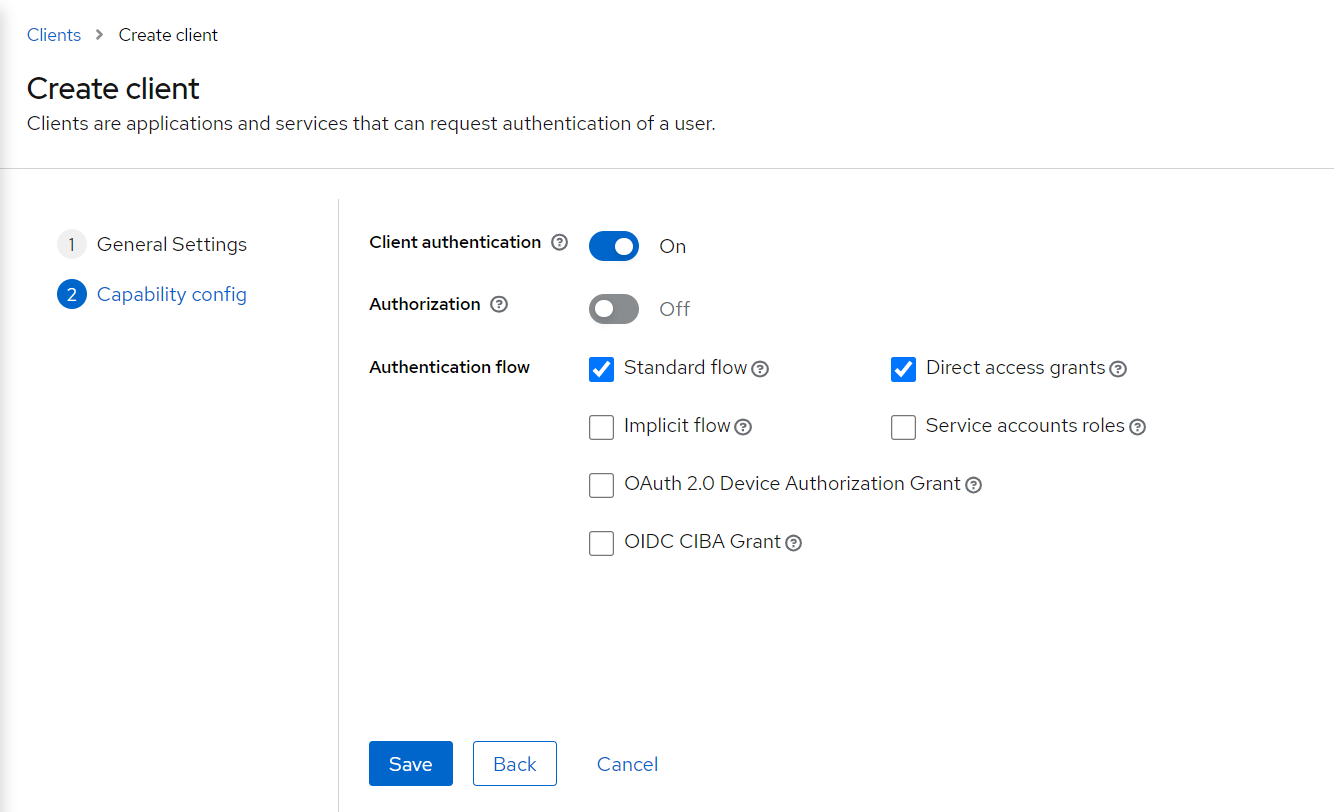 Clients > Create client
Create client
Clients are applications and services that can request authentication of a user.
1 General Settings
2 Capability config
Client authentication ? On
Authorization ? Off
Authentication flow Standard flow ? Direct access grants ?
Implicit flow ? Service accounts roles ?
OAuth 2.0 Device Authorization Grant ?
OIDC CIBA Grant ?
Save Back Cancel